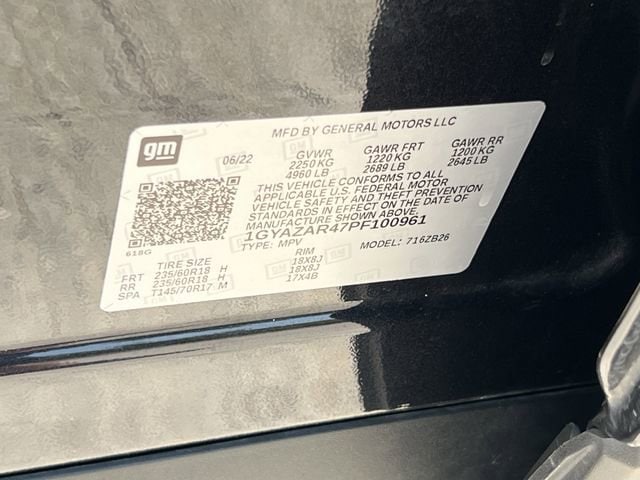 gm
MFD BY GENERAL MOTORS LLC
06/22 GVWR GAWR FRT GAWR RR
2250 KG 1220 KG 1200 KG
4960 LB 2689 LB 2645 LB
THIS VEHICLE CONFORMS TO ALL
APPLICABLE U.S. FEDERAL MOTOR
VEHICLE SAFETY AND THEFT PREVENTION
STANDARDS IN EFFECT ON THE DATE OF
MANUFACTURE SHOWN ABOVE.
1GYAZAR47PF100961
618G TYPE: MPV MODEL: 716ZB26
TIRE SIZE RIM
FRT 235/60R18 H 18X8J
RR 235/60R18 H 18X8J
SPA T145/70R17 M 17X4B